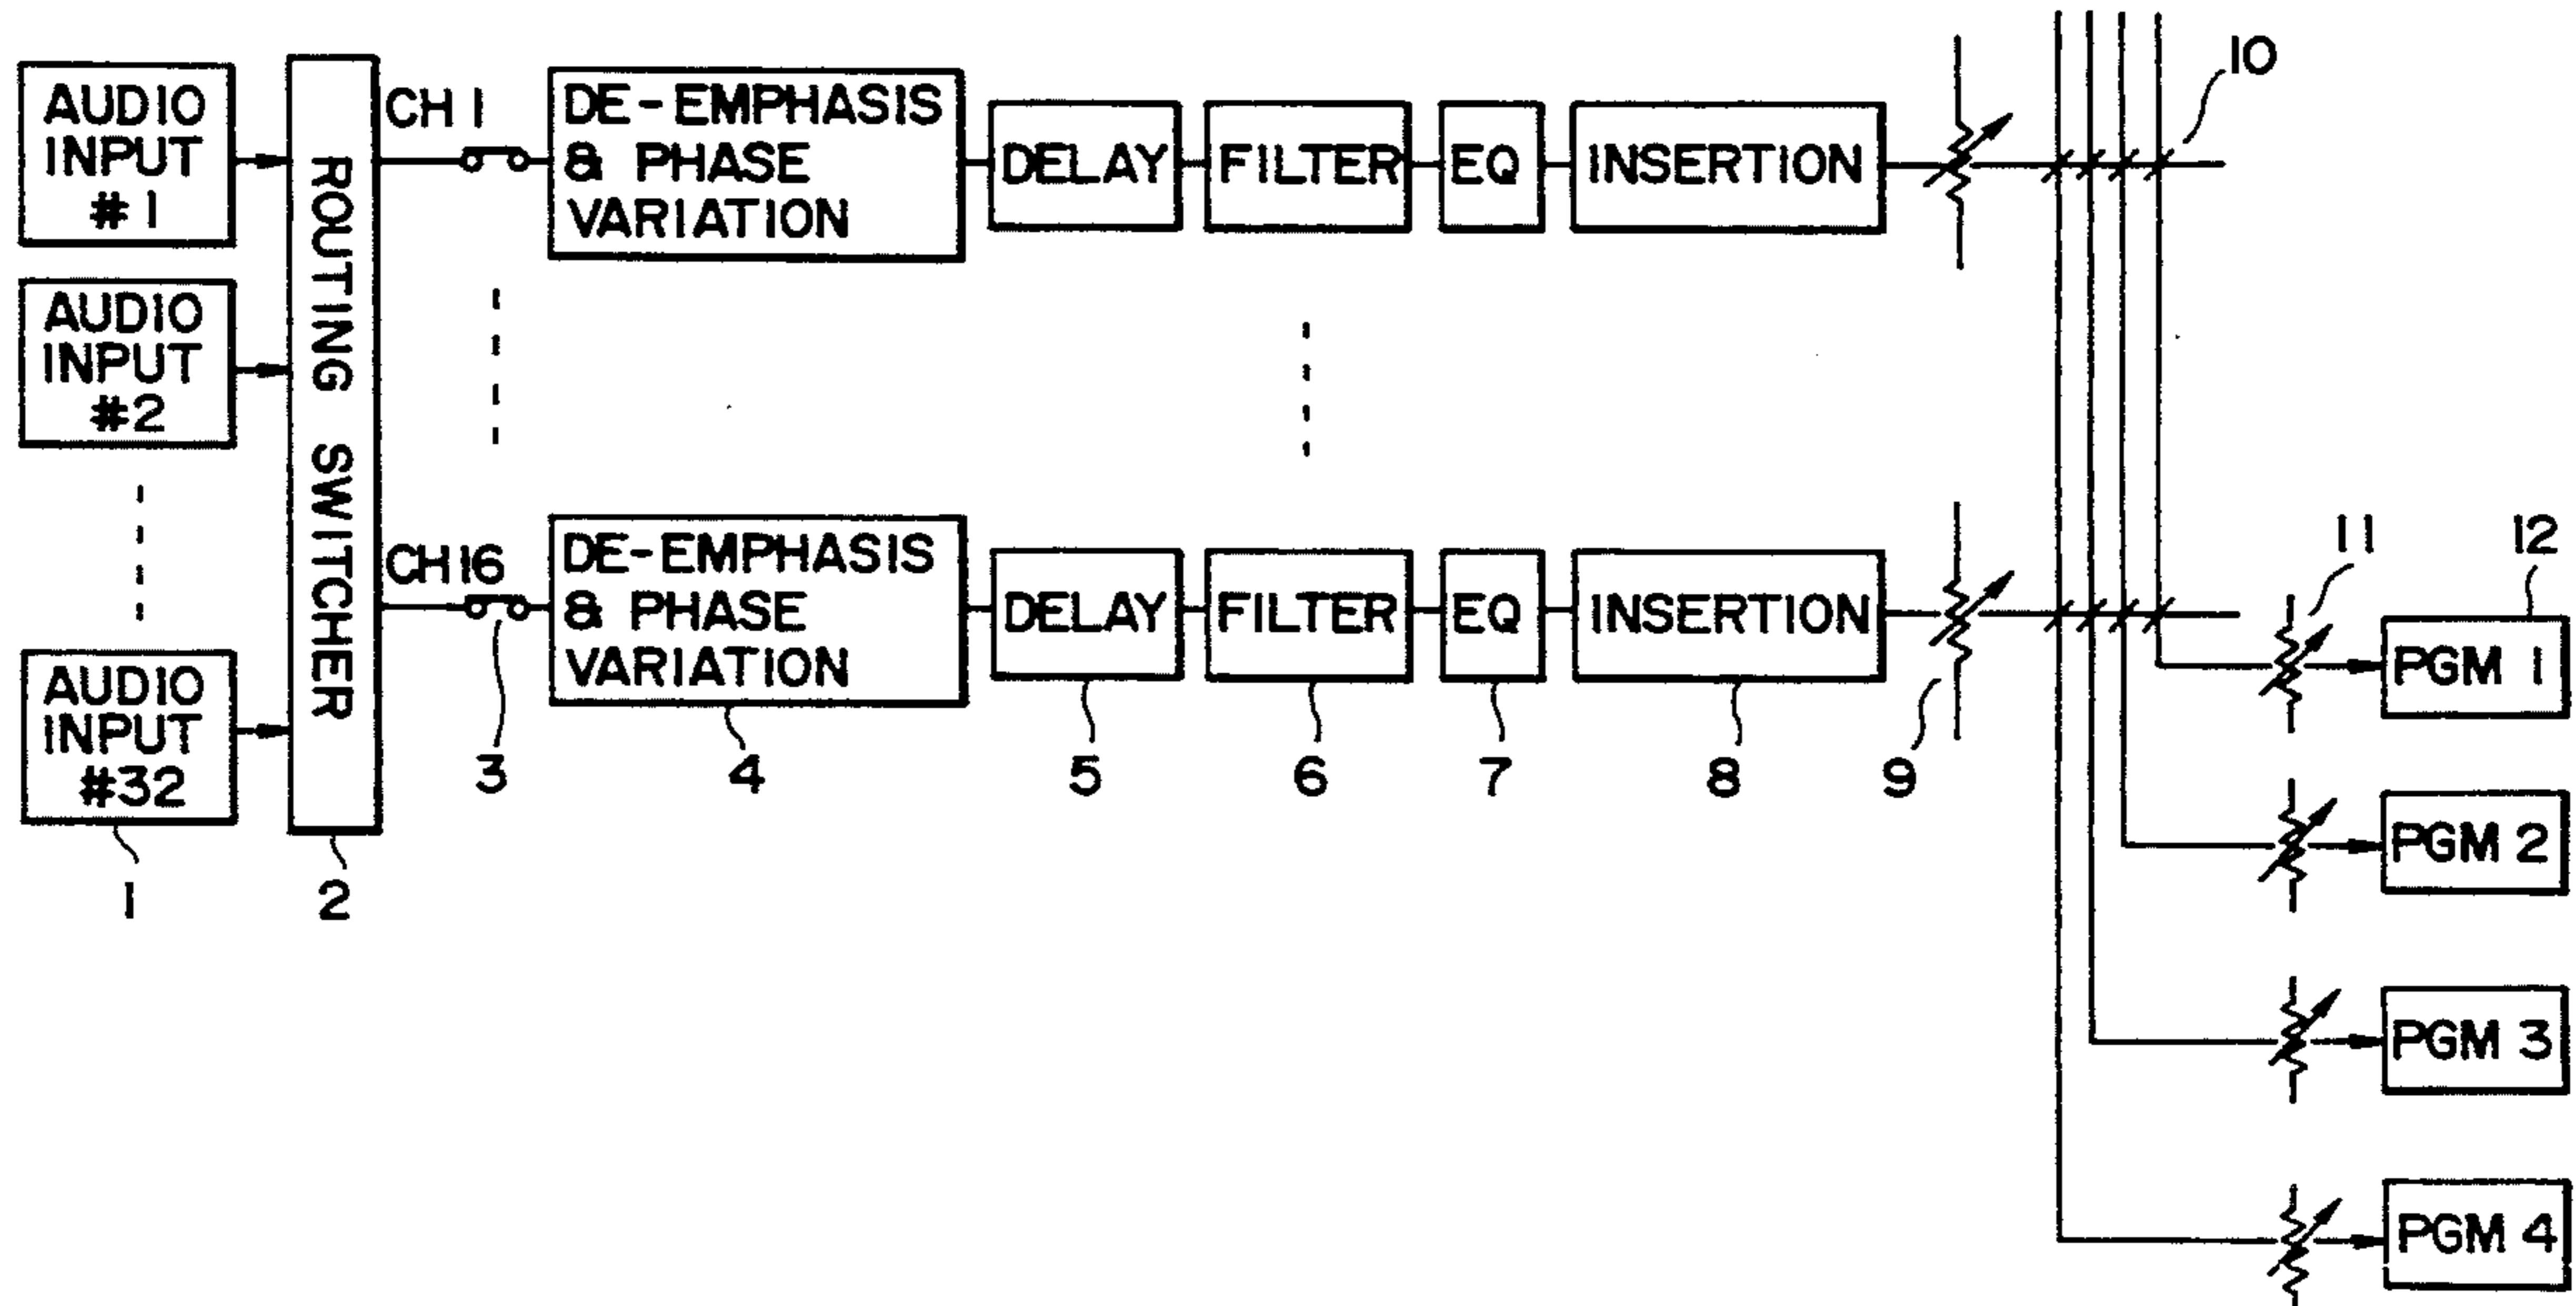 AUDIO
INPUT
#1
AUDIO
INPUT
#2
AUDIO
INPUT
#32
1
ROUTING SWITCHER
2
CH 1
DE-EMPHASIS
& PHASE
VARIATION
DELAY
FILTER
EQ
INSERTION
10
CH 16
3
DE-EMPHASIS
& PHASE
VARIATION
4
DELAY
5
FILTER
6
EQ
7
INSERTION
8
9
11
12
PGM 1
PGM 2
PGM 3
PGM 4